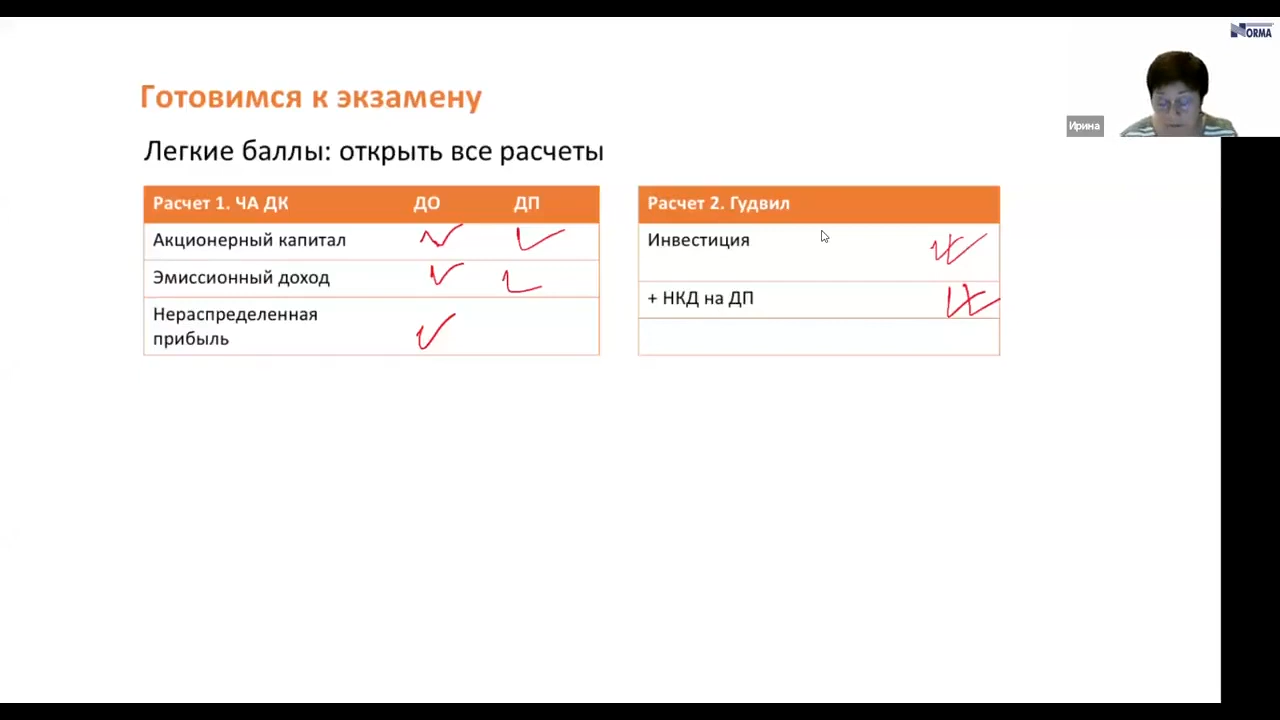 NORMA
Ирина
Готовимся к экзамену
Легкие баллы: открыть все расчеты
Расчет 1. ЧА ДК ДО ДП
Акционерный капитал
Эмиссионный доход
Нераспределенная
прибыль
Расчет 2. Гудвил
Инвестиция
+ НКД на ДП